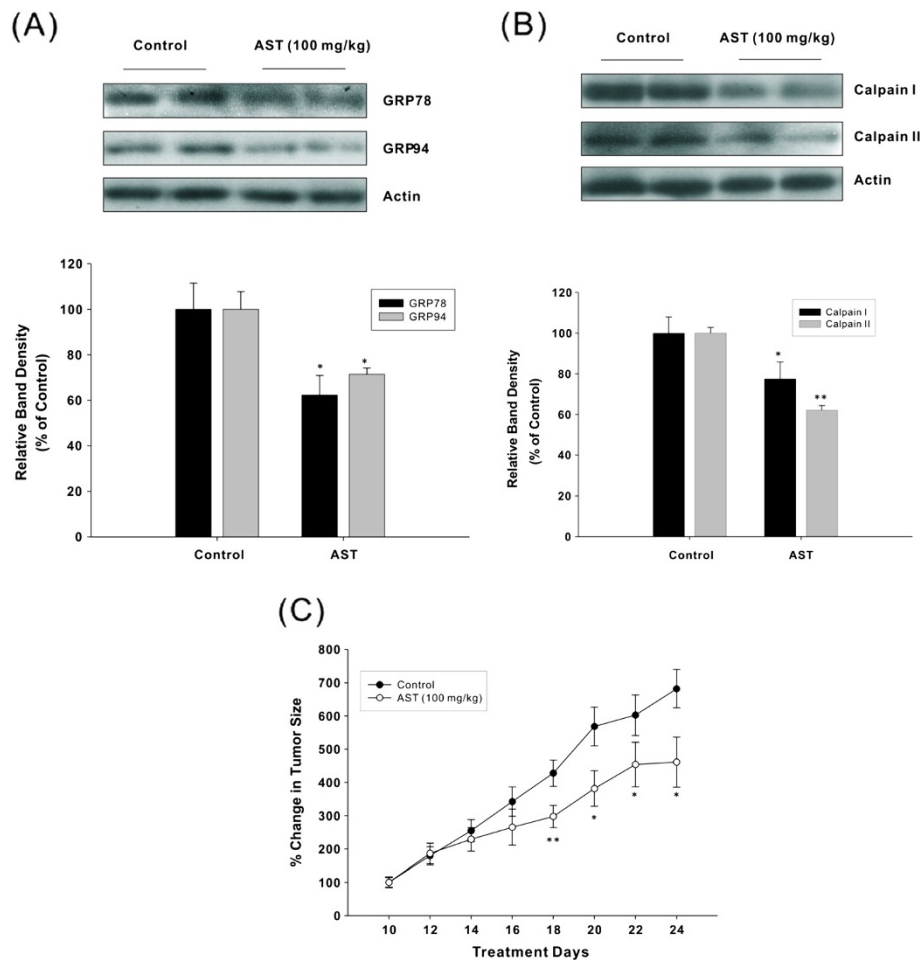 (A)
Control AST (100 mg/kg)
GRP78
GRP94
Actin
120
100
80
60
40
20
0
Relative Band Density
(% of Control)
GRP78
GRP94
*
*
Control AST
(B)
Control AST (100 mg/kg)
Calpain I
Calpain II
Actin
120
100
80
60
40
20
0
Relative Band Density
(% of Control)
Calpain I
Calpain II
*
**
Control AST
(C)
800
700
600
500
400
300
200
100
0
% Change in Tumor Size
Control
AST (100 mg/kg)
** * * *
10 12 14 16 18 20 22 24
Treatment Days